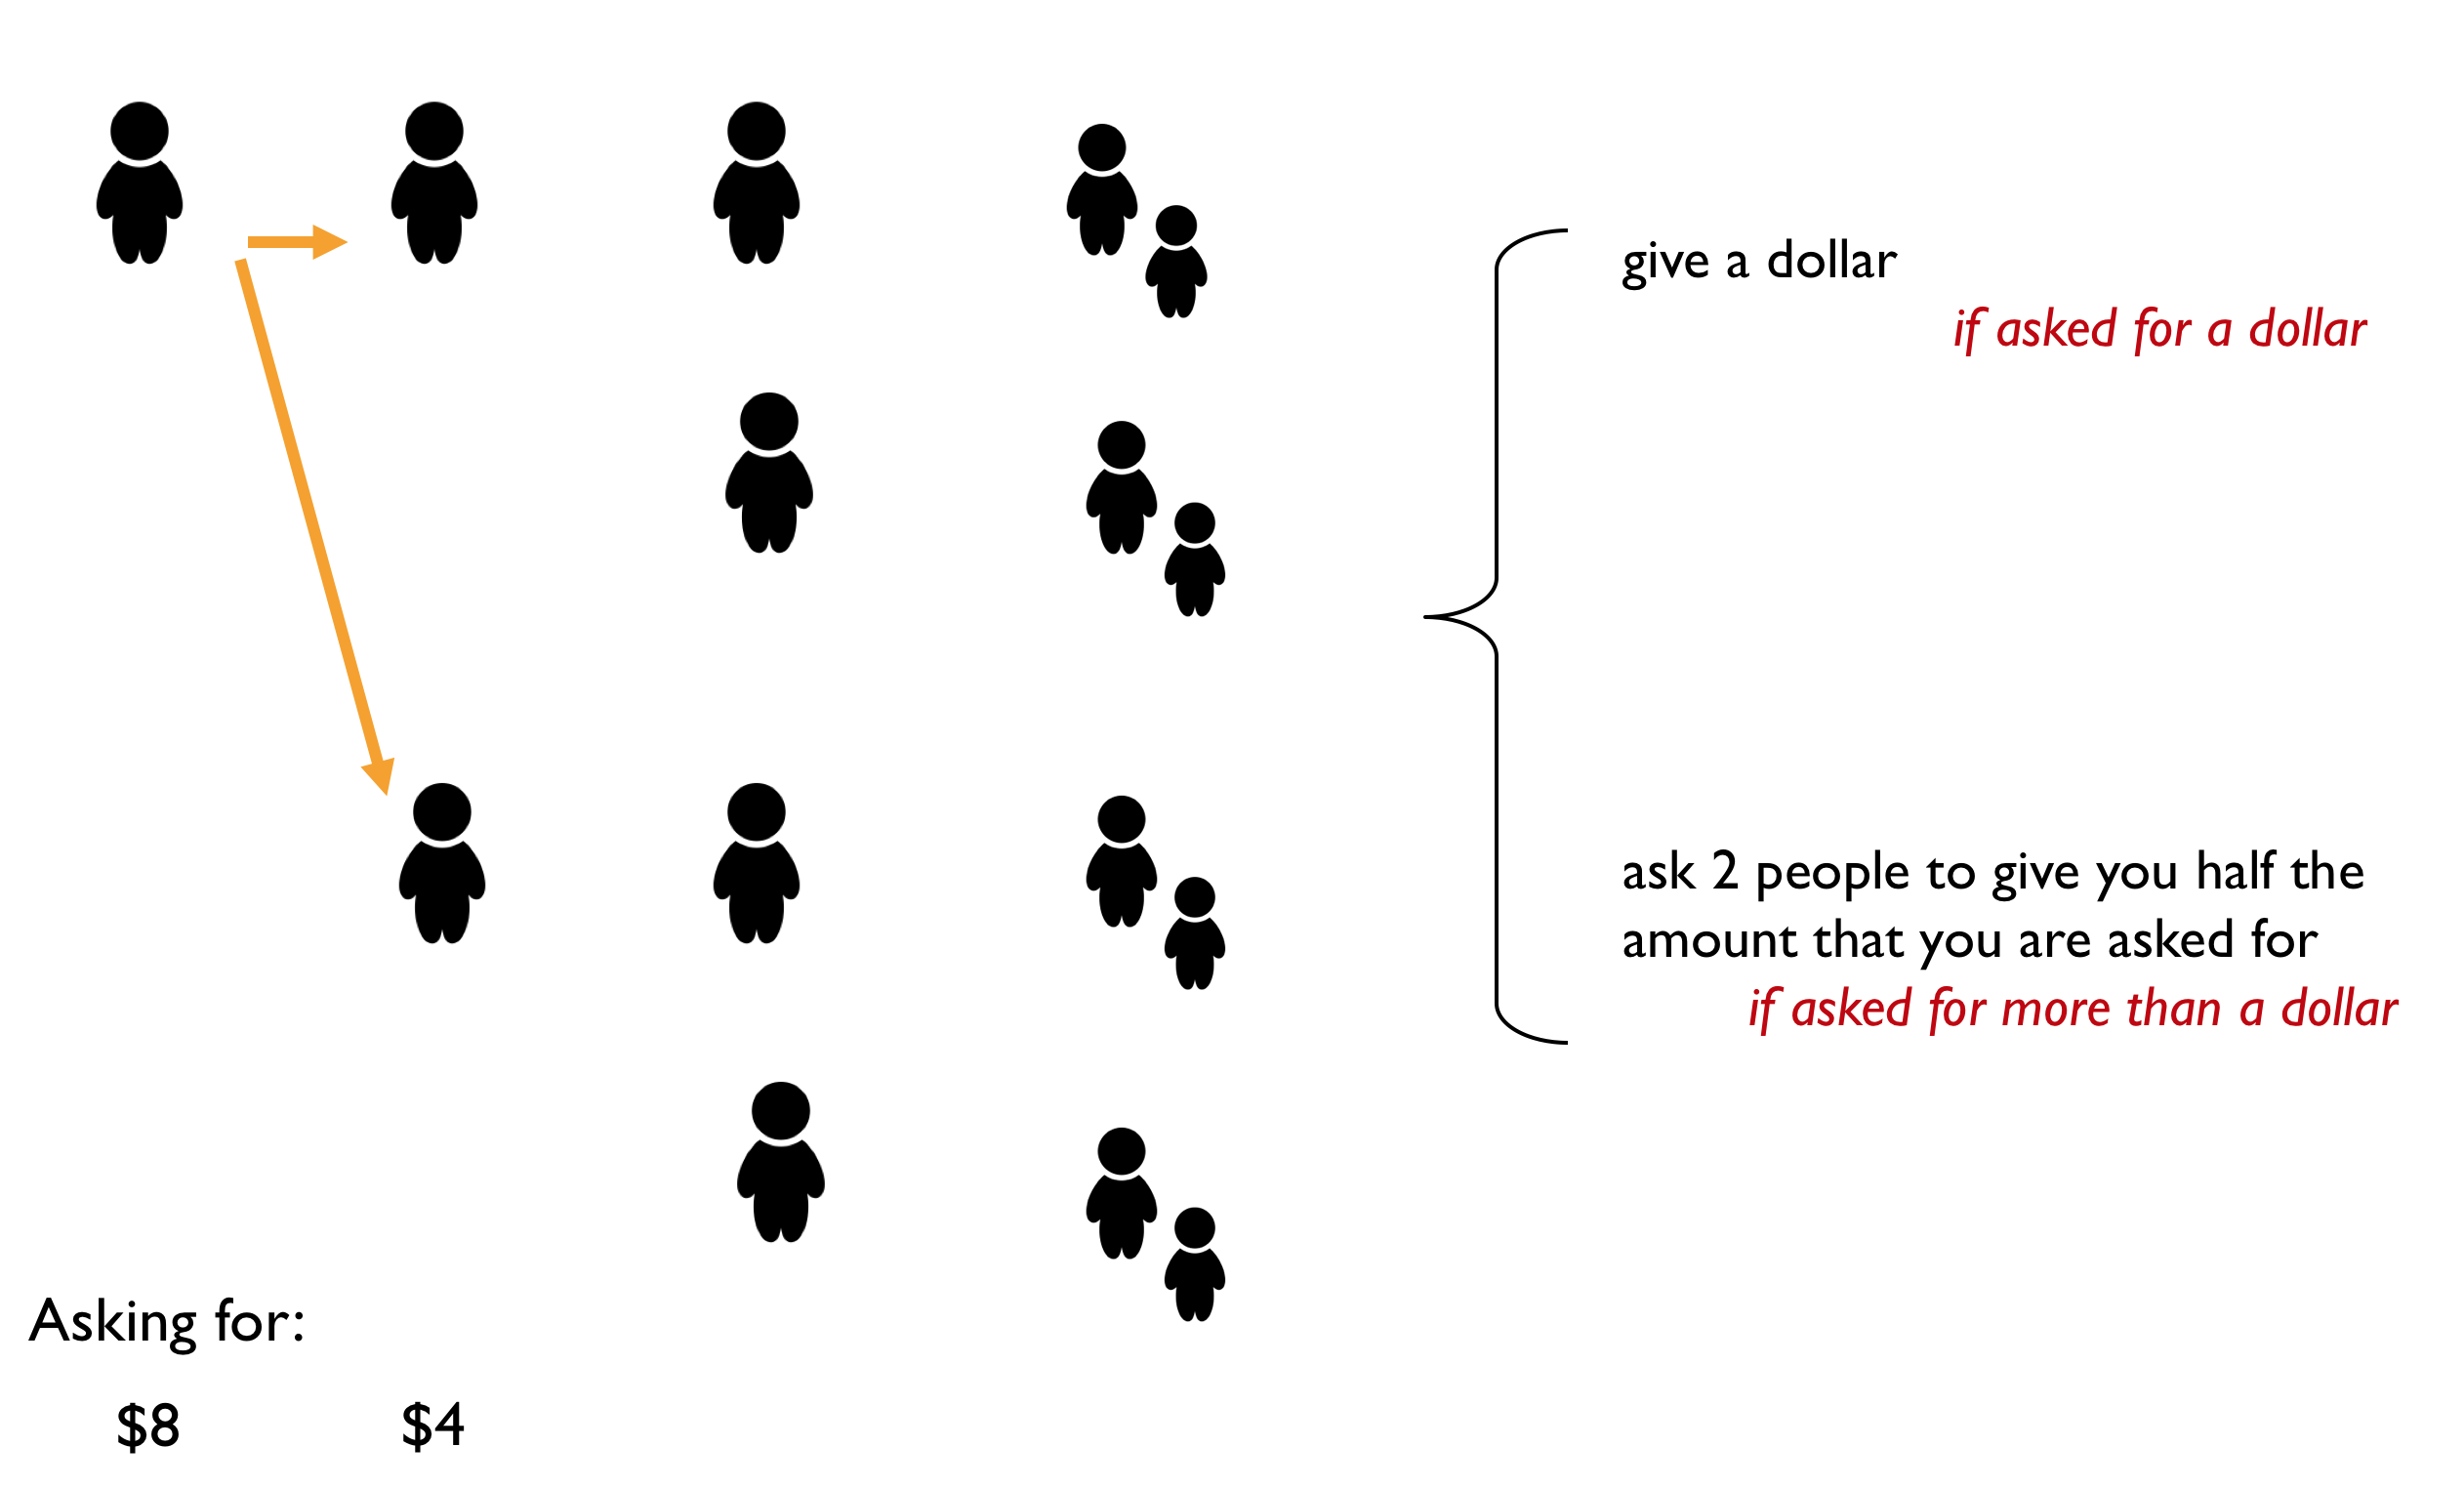 give a dollar
if asked for a dollar
ask 2 people to give you half the
amount that you are asked for
if asked for more than a dollar
Asking for:
$8 $4